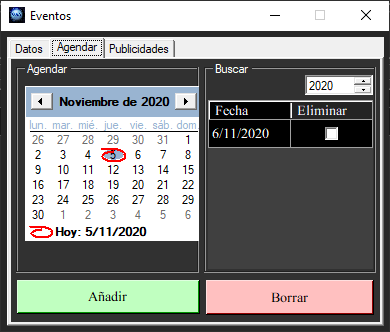 Eventos
Datos Agendar Publicidades
Agendar
Noviembre de 2020
lun. mar. mié. jue. vie. sáb. dom.
26 27 28 29 30 31 1
2 3 4 5 6 7 8
9 10 11 12 13 14 15
16 17 18 19 20 21 22
23 24 25 26 27 28 29
30 1 2 3 4 5 6
Hoy: 5/11/2020
Buscar
2020
Fecha Eliminar
6/11/2020
Añadir
Borrar